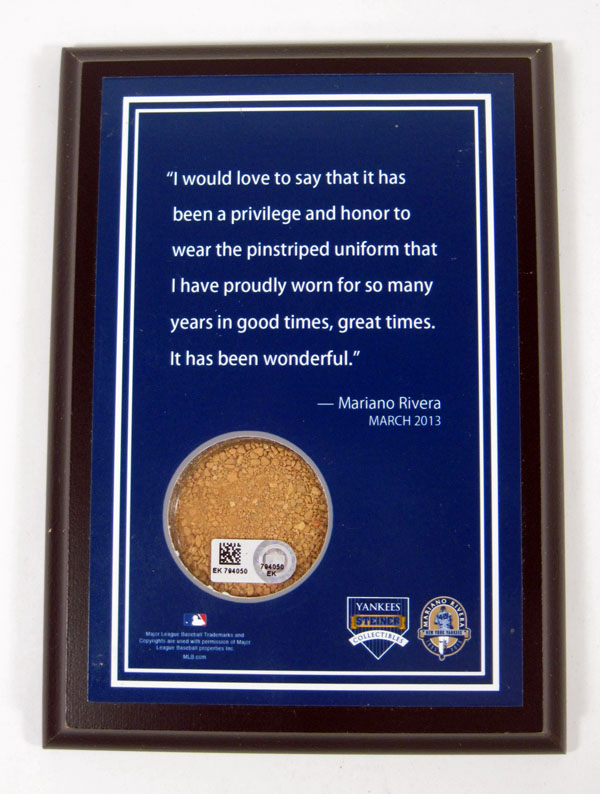 “I would love to say that it has
been a privilege and honor to
wear the pinstriped uniform that
I have proudly worn for so many
years in good times, great times.
It has been wonderful.”
— Mariano Rivera
MARCH 2013
EK 794050
794050
EK
Major League Baseball Trademarks and
Copyrights are used with permission of Major
League Baseball properties Inc.
MLB.com
YANKEES
STEINER
COLLECTIBLES
MARIANO RIVERA
NEW YORK YANKEES